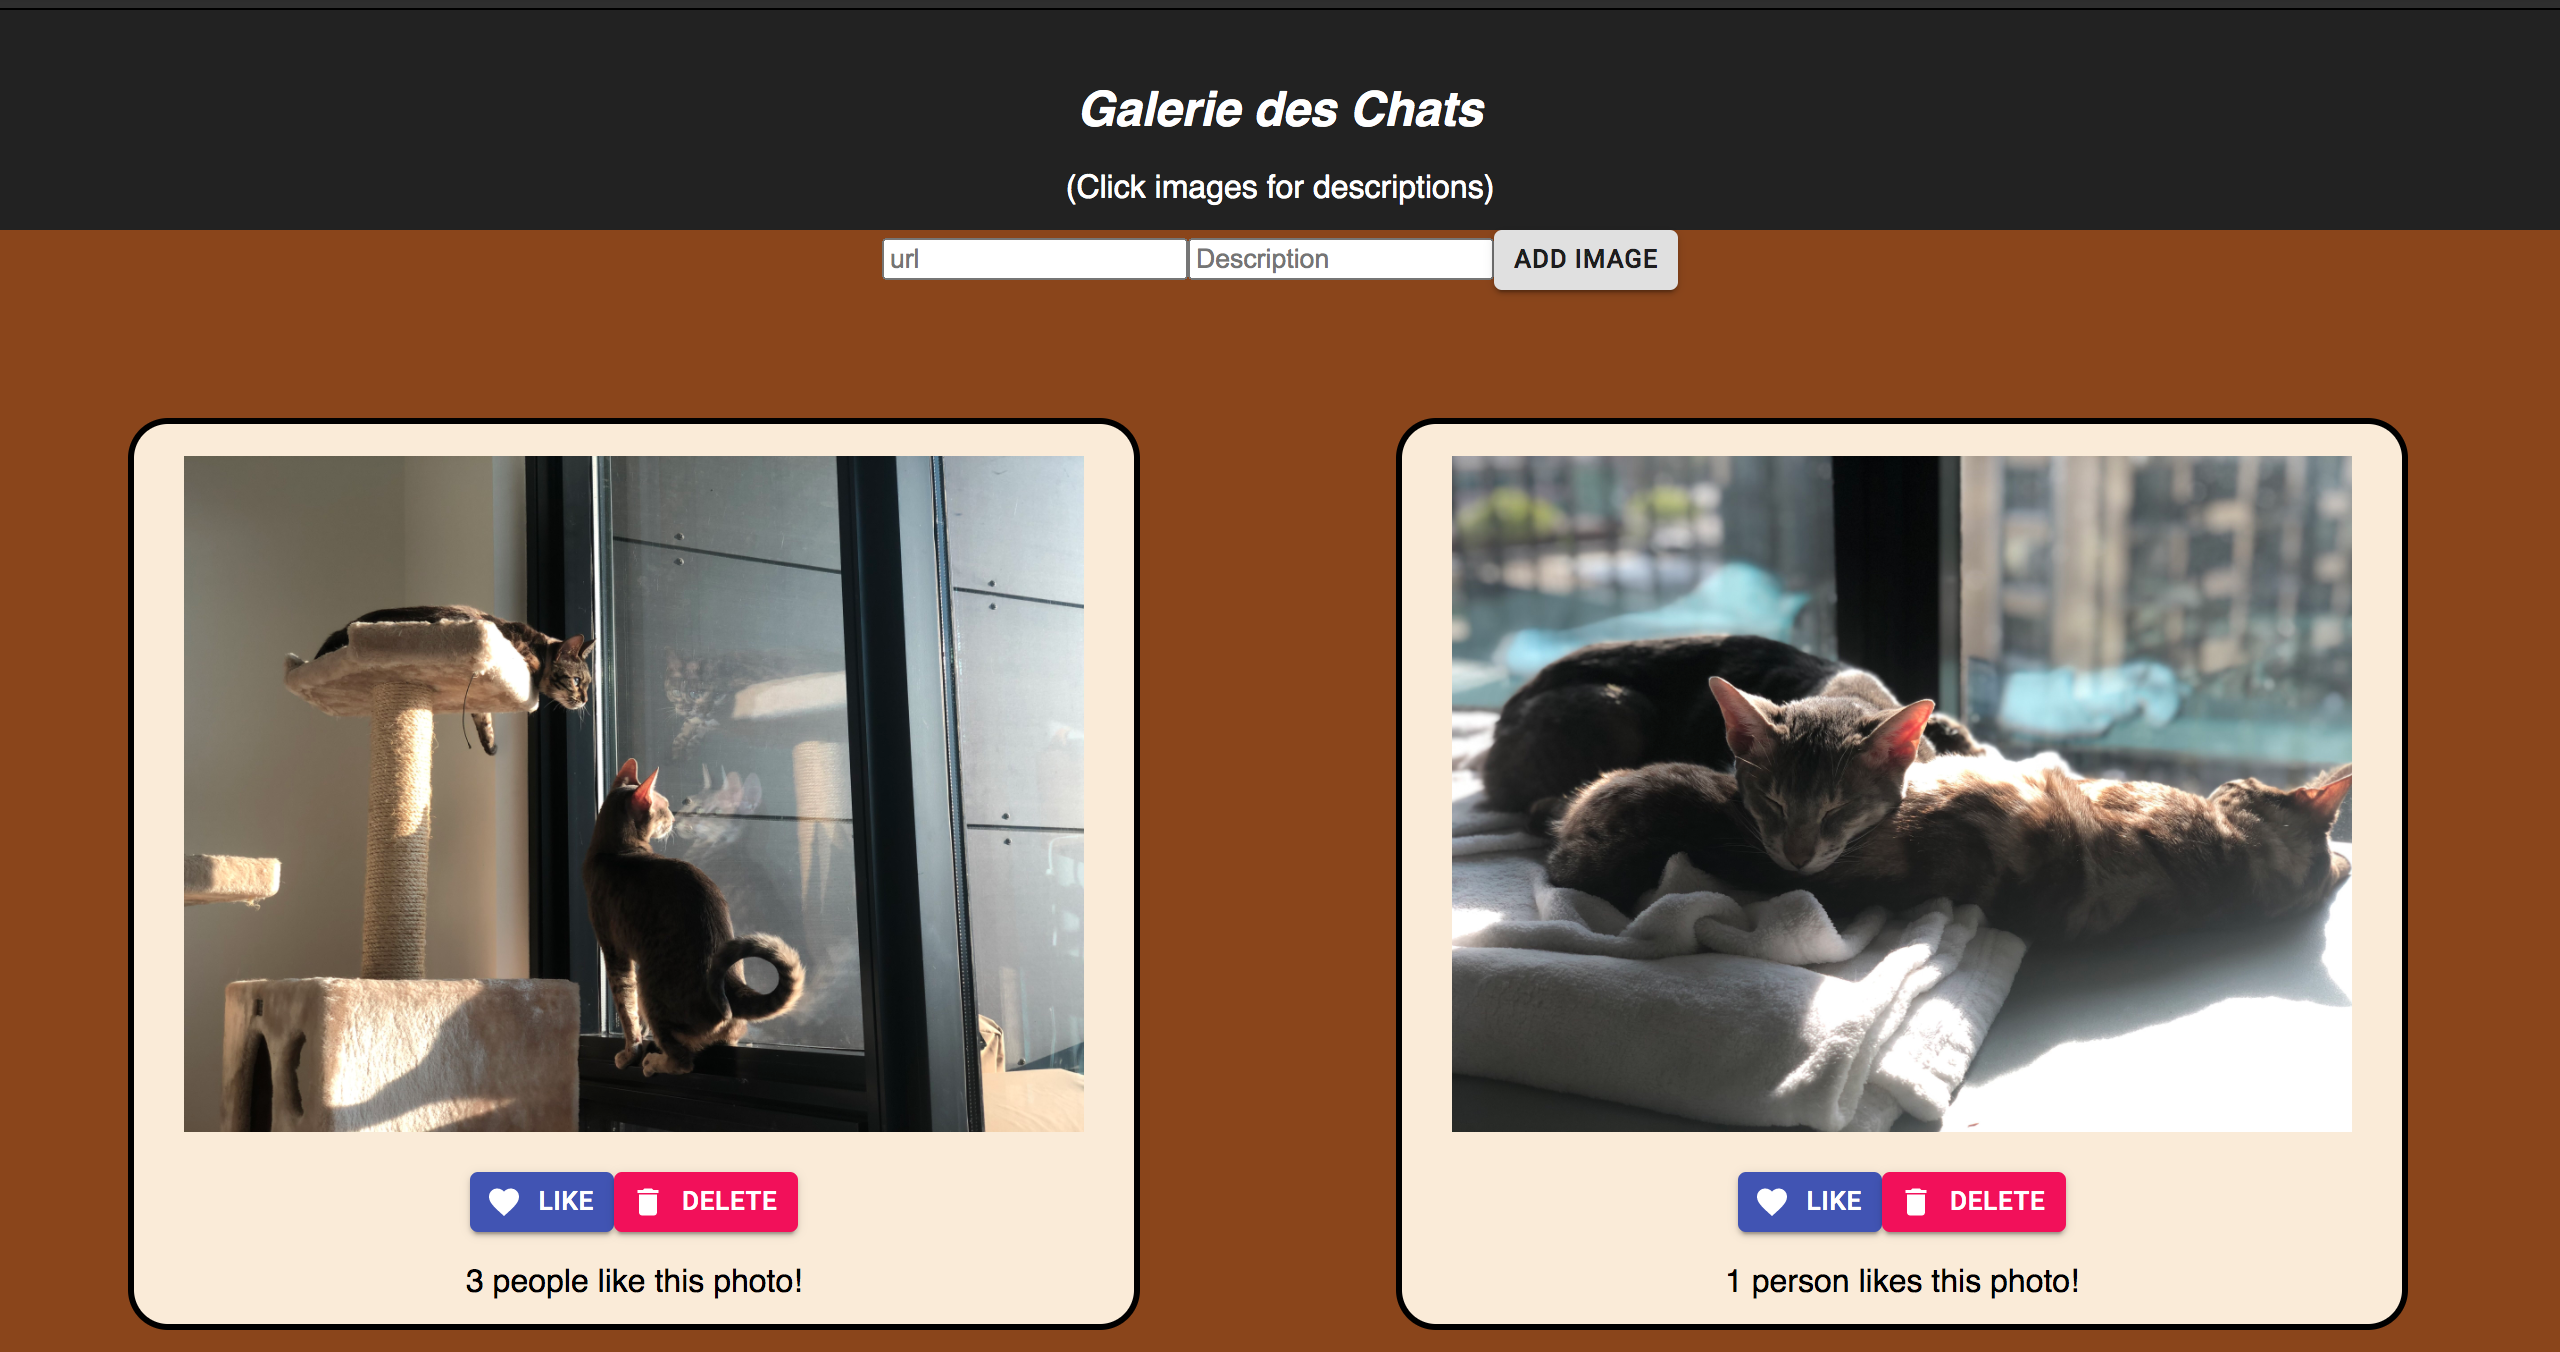 Galerie des Chats
(Click images for descriptions)
url Description ADD IMAGE
LIKE DELETE
3 people like this photo!
LIKE DELETE
1 person likes this photo!